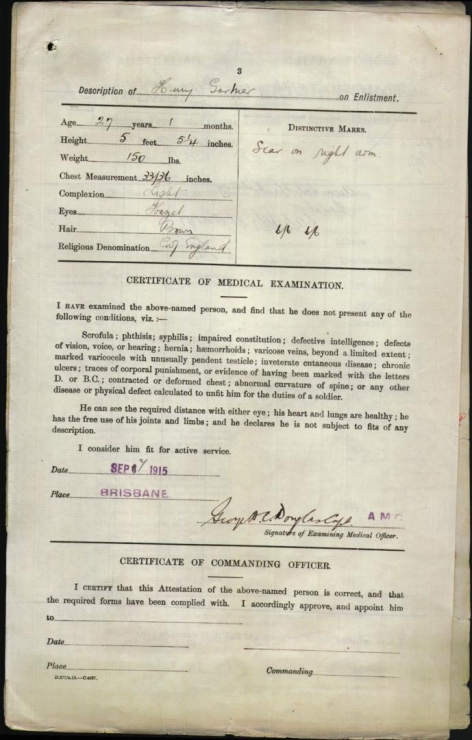 3
Description of Henry Gartner on Enlistment.
Age 27 years 1 months.
Height 5 feet 5 1/4 inches.
Weight 150 lbs.
Chest Measurement 33/36 inches.
Complexion Light
Eyes Hazel
Hair Brown
Religious Denomination C of England
DISTINCTIVE MARKS.
Scar on right arm
6/6 6/6
CERTIFICATE OF MEDICAL EXAMINATION.
I HAVE examined the above-named person, and find that he does not present any of the
following conditions, viz. :—
Scrofula; phthisis; syphilis; impaired constitution; defective intelligence; defects
of vision, voice, or hearing; hernia; hæmorrhoids; varicose veins, beyond a limited extent;
marked varicocele with unusually pendent testicle; inveterate cutaneous disease; chronic
ulcers; traces of corporal punishment, or evidence of having been marked with the letters
D. or B.C.; contracted or deformed chest; abnormal curvature of spine; or any other
disease or physical defect calculated to unfit him for the duties of a soldier.
He can see the required distance with either eye; his heart and lungs are healthy; he
has the free use of his joints and limbs; and he declares he is not subject to fits of any
description.
I consider him fit for active service.
Date SEP 7 1915
Place BRISBANE
Douglas Capt. A M C
Signature of Examining Medical Officer.
CERTIFICATE OF COMMANDING OFFICER.
I CERTIFY that this Attestation of the above-named person is correct, and that
the required forms have been complied with. I accordingly approve, and appoint him
to
Date
Place
Commanding